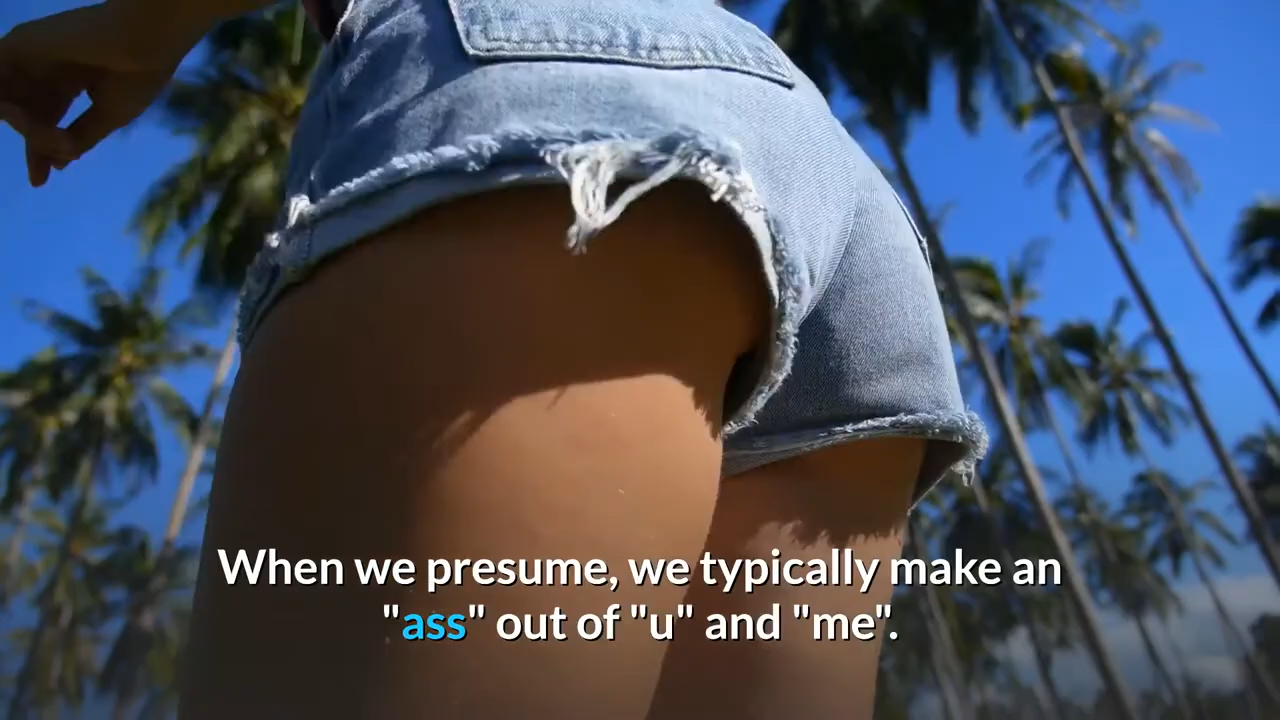 When we presume, we typically make an
"ass" out of "u" and "me".